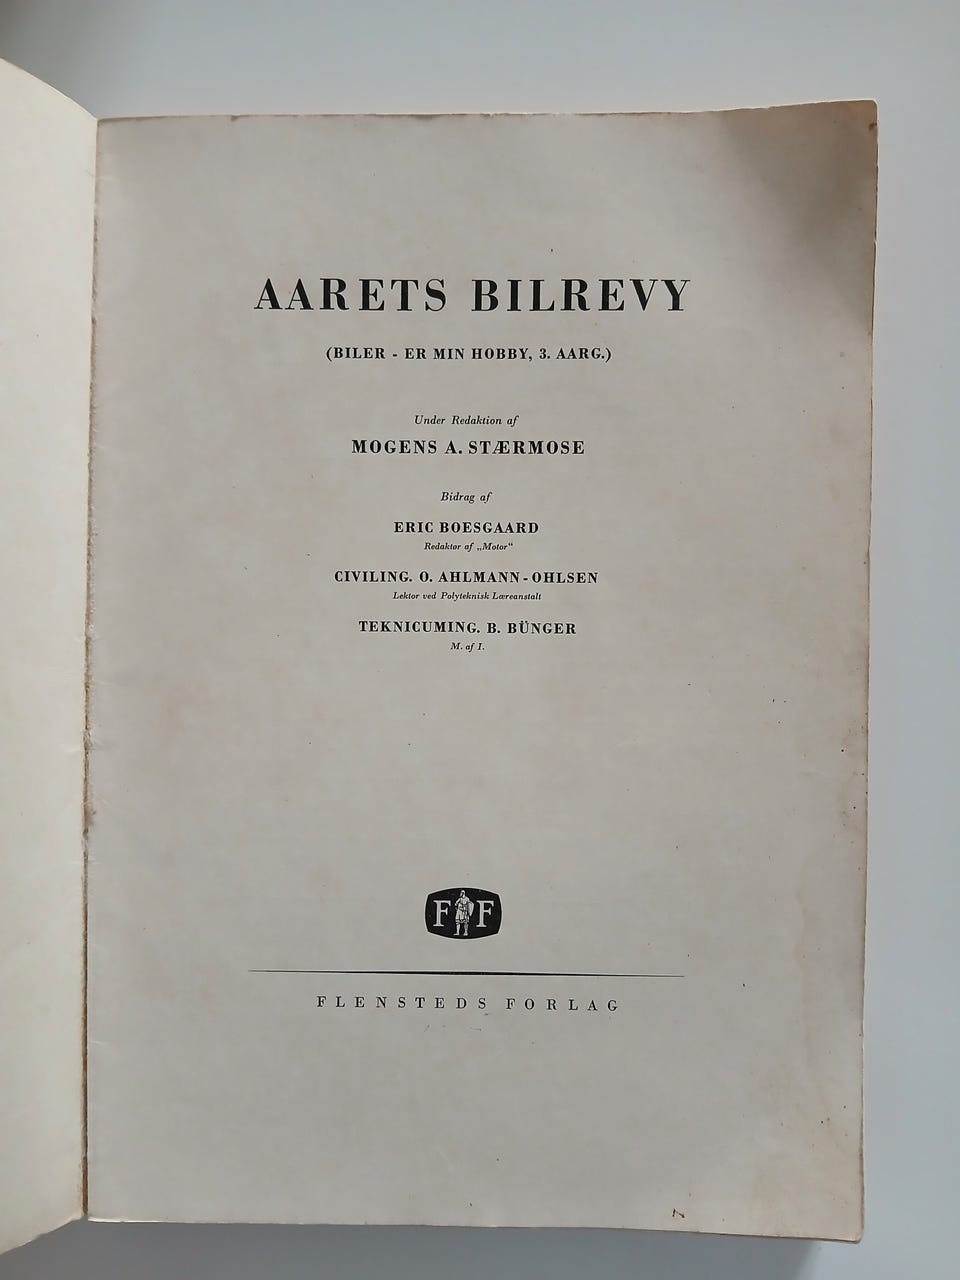 AARETS BILREVY
(BILER - ER MIN HOBBY, 3. AARG.)
Under Redaktion af
MOGENS A. STÆRMOSE
Bidrag af
ERIC BOESGAARD
Redaktør af „Motor“
CIVILING. O. AHLMANN-OHLSEN
Lektor ved Polyteknisk Læreanstalt
TEKNICUMING. B. BÜNGER
M. af I.
F F
FLENSTEDS FORLAG